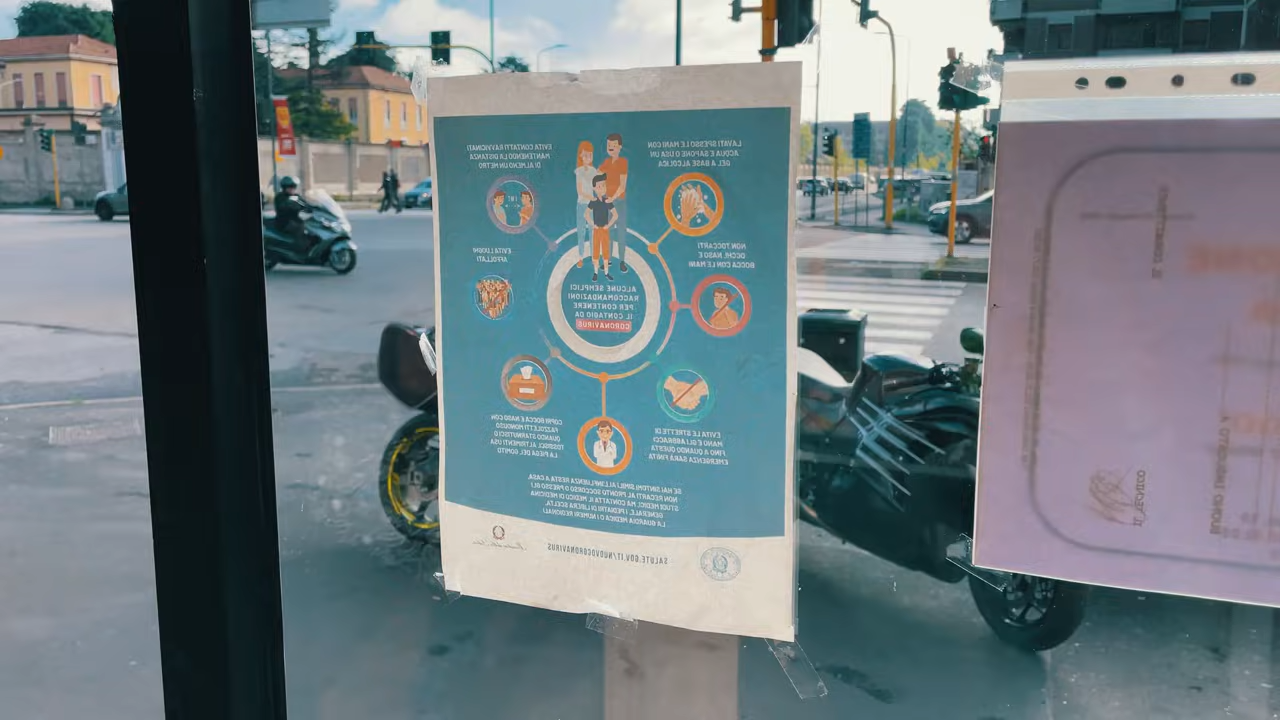 EVITA CONTATTI RAVVICINATI
MANTENENDO LA DISTANZA
DI ALMENO UN METRO
LAVATI SPESSO LE MANI CON
ACQUA E SAPONE O USA UN
GEL A BASE ALCOLICA
EVITA LUOGHI
AFFOLLATI
NON TOCCARTI
OCCHI, NASO E
BOCCA CON LE MANI
ALCUNE SEMPLICI
RACCOMANDAZIONI
PER CONTENERE
IL CONTAGIO DA
CORONAVIRUS
COPRI BOCCA E NASO CON
FAZZOLETTI MONOUSO
QUANDO STARNUTISCI O
TOSSISCI. ALTRIMENTI USA
LA PIEGA DEL GOMITO
EVITA LE STRETTE DI
MANO E GLI ABBRACCI
FINO A QUANDO QUESTA
EMERGENZA SARÀ FINITA
SE HAI SINTOMI SIMILI ALL'INFLUENZA RESTA A CASA,
NON RECARTI AL PRONTO SOCCORSO O PRESSO GLI
STUDI MEDICI, MA CONTATTA IL MEDICO DI MEDICINA
GENERALE, I PEDIATRI DI LIBERA SCELTA,
LA GUARDIA MEDICA O I NUMERI REGIONALI
SALUTE.GOV.IT/NUOVOCORONAVIRUS
IL TECNICO